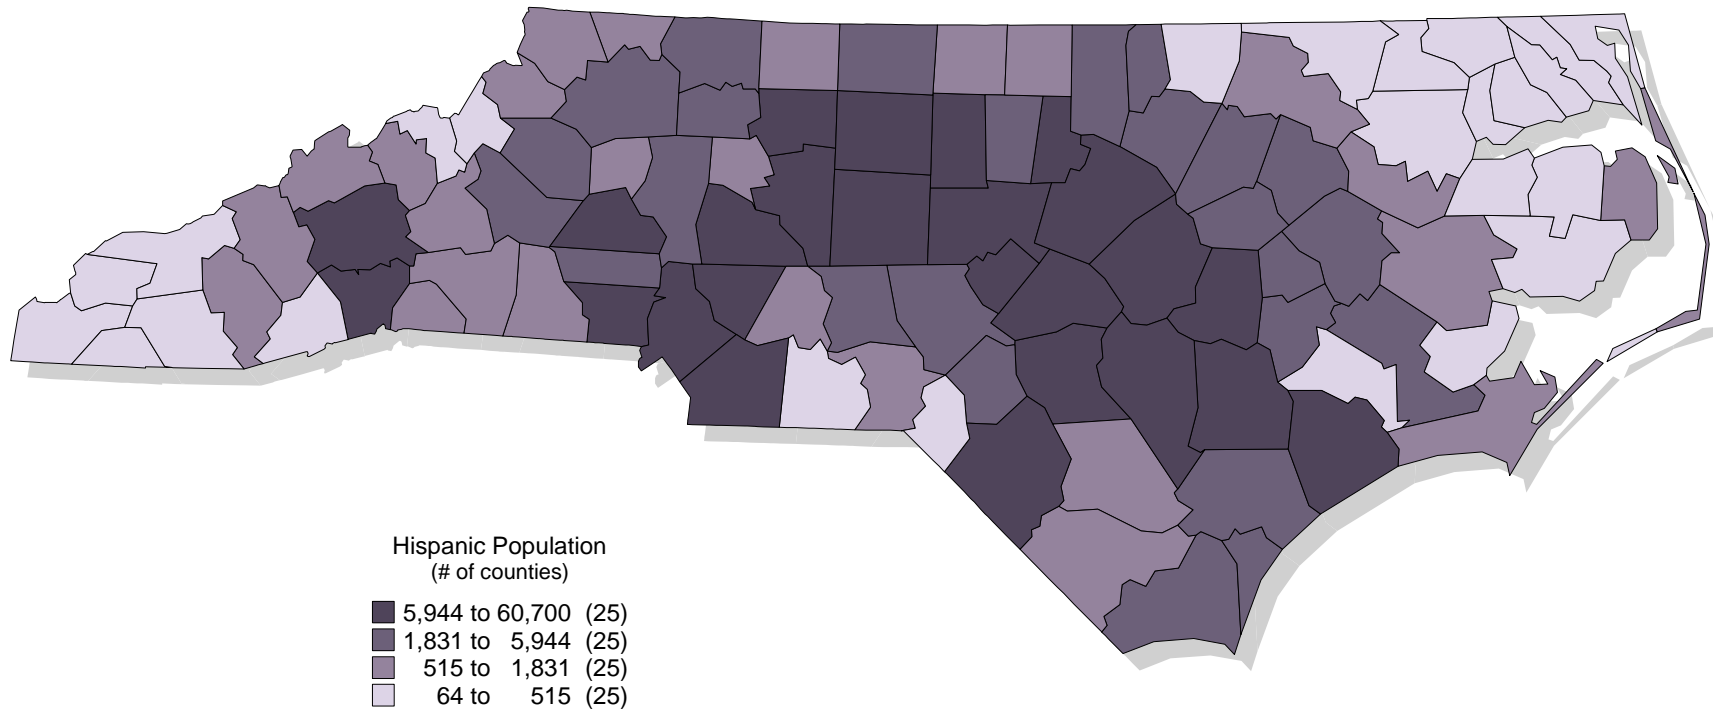 Hispanic Population
(# of counties)
5,944 to 60,700 (25)
1,831 to 5,944 (25)
515 to 1,831 (25)
64 to 515 (25)